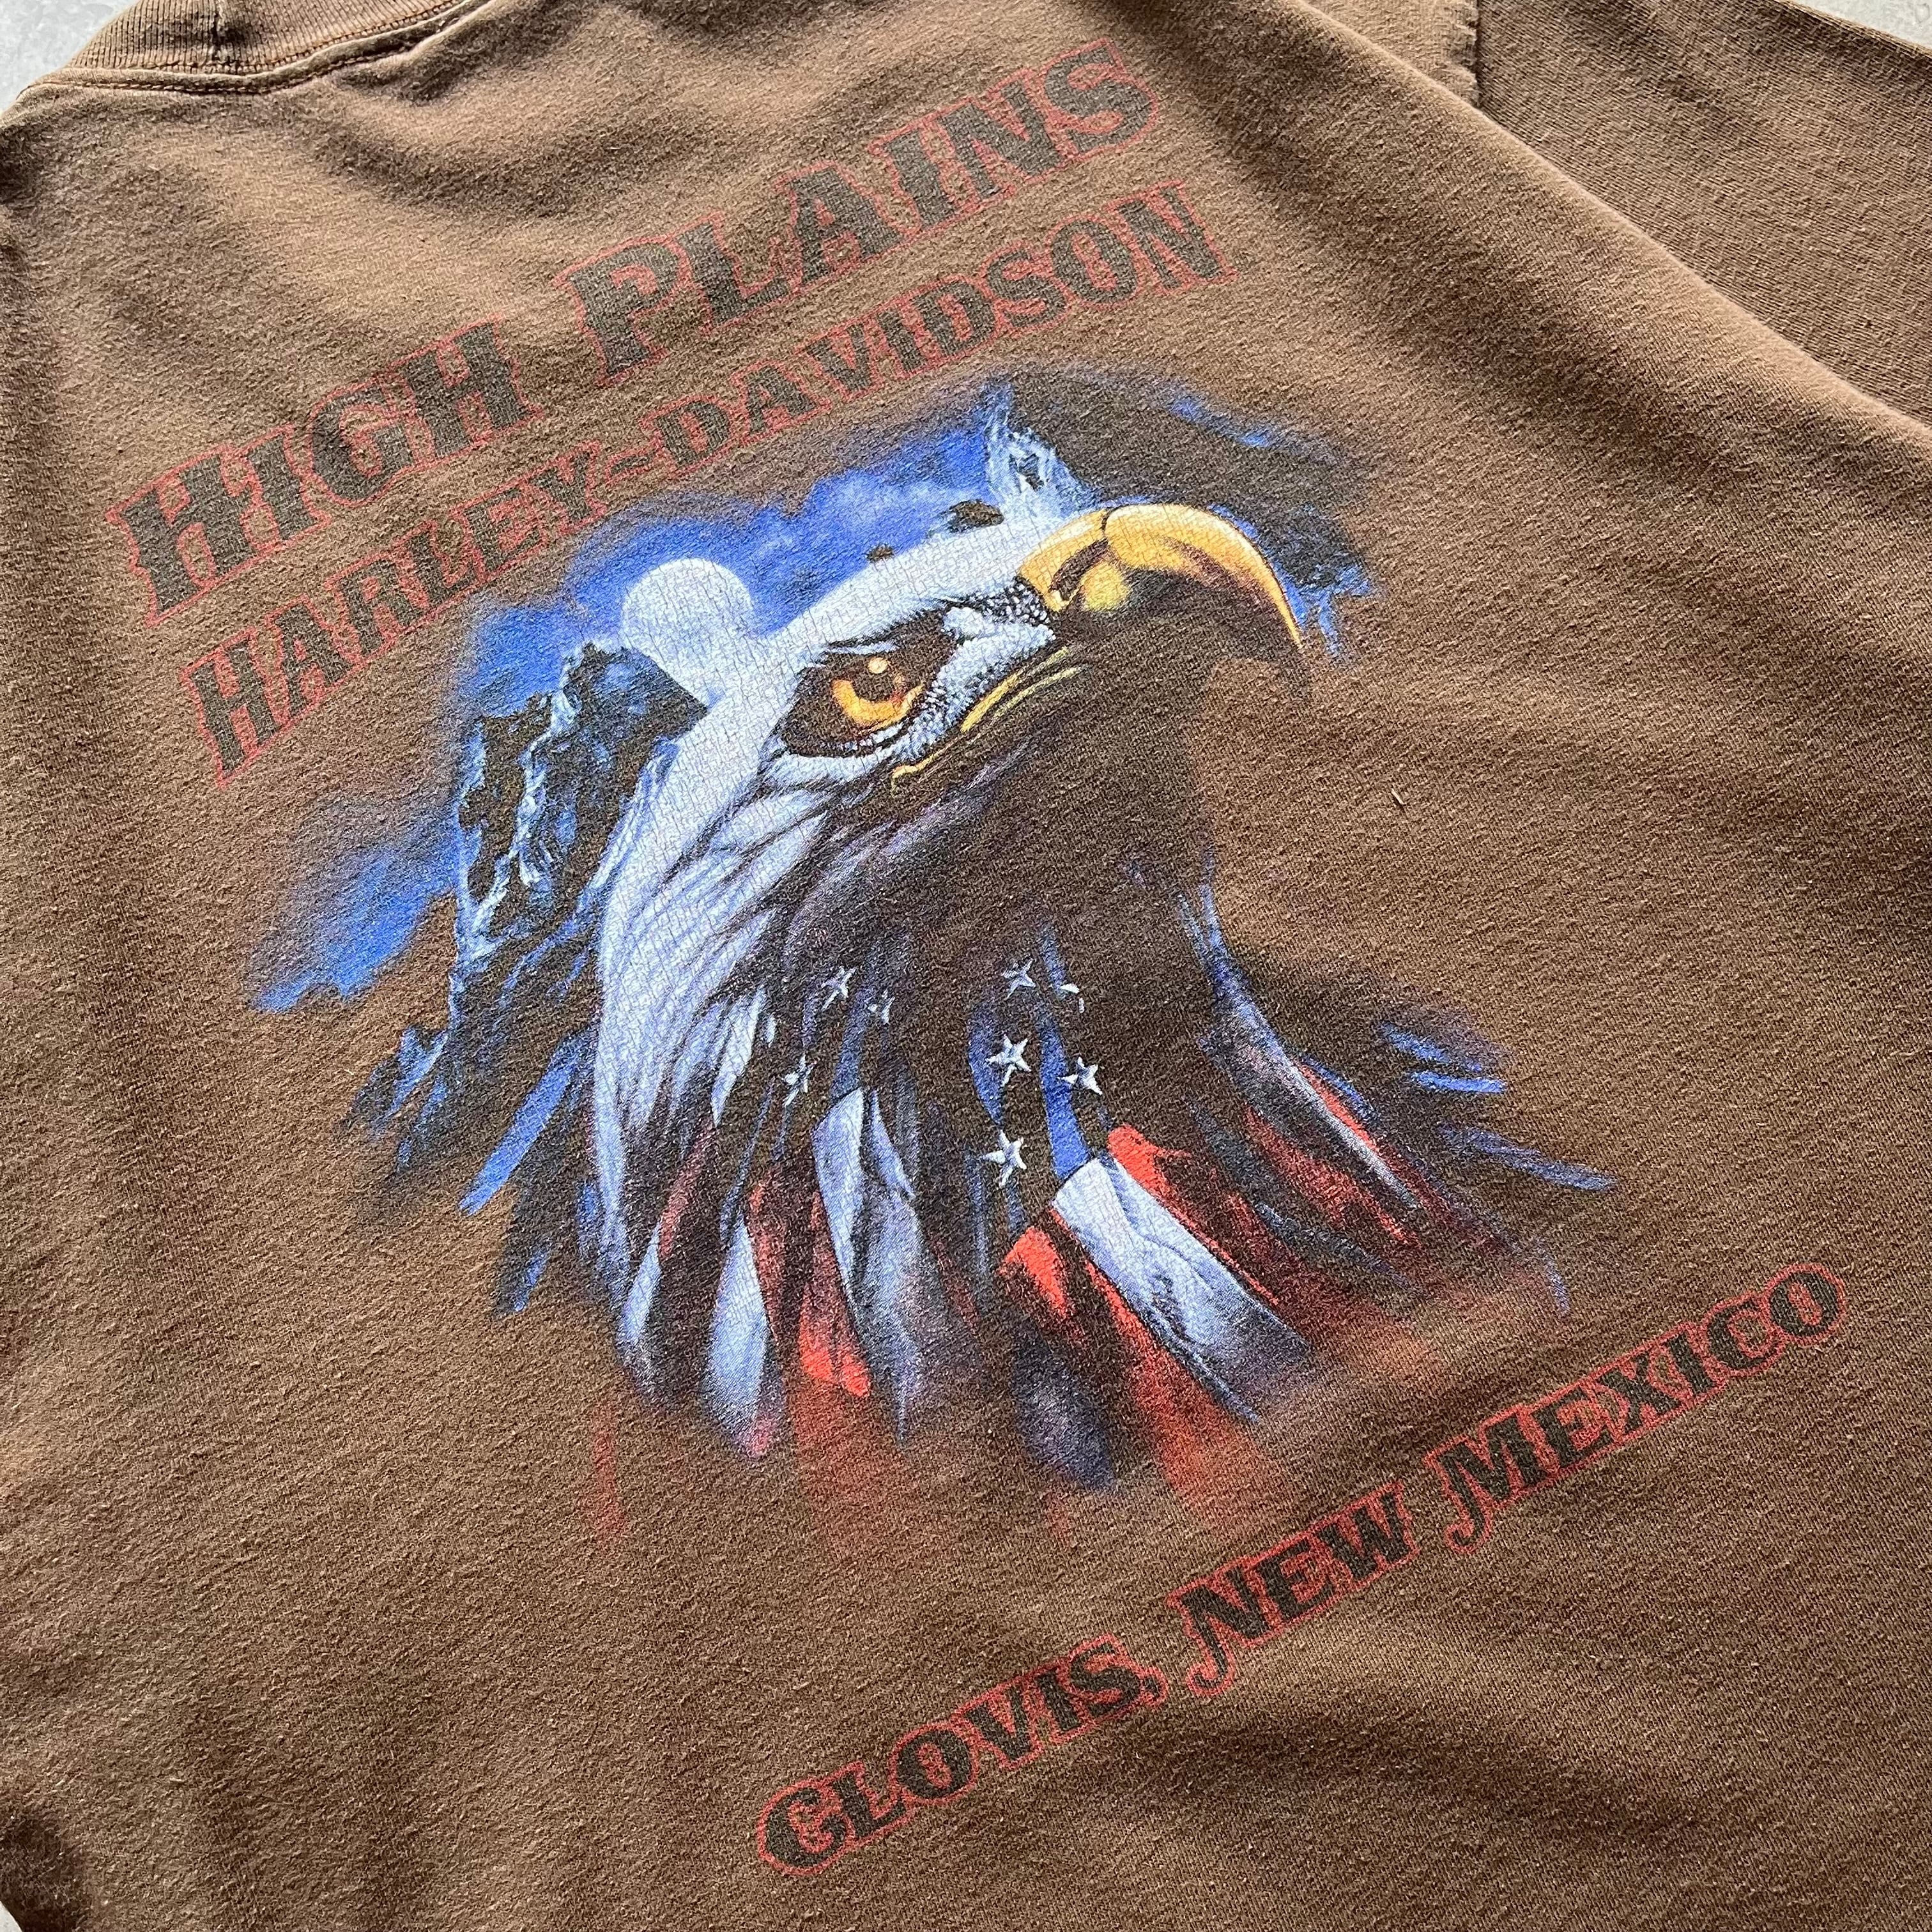 HIGH PLAINS
HARLEY~DAVIDSON
CLOVIS, NEW MEXICO